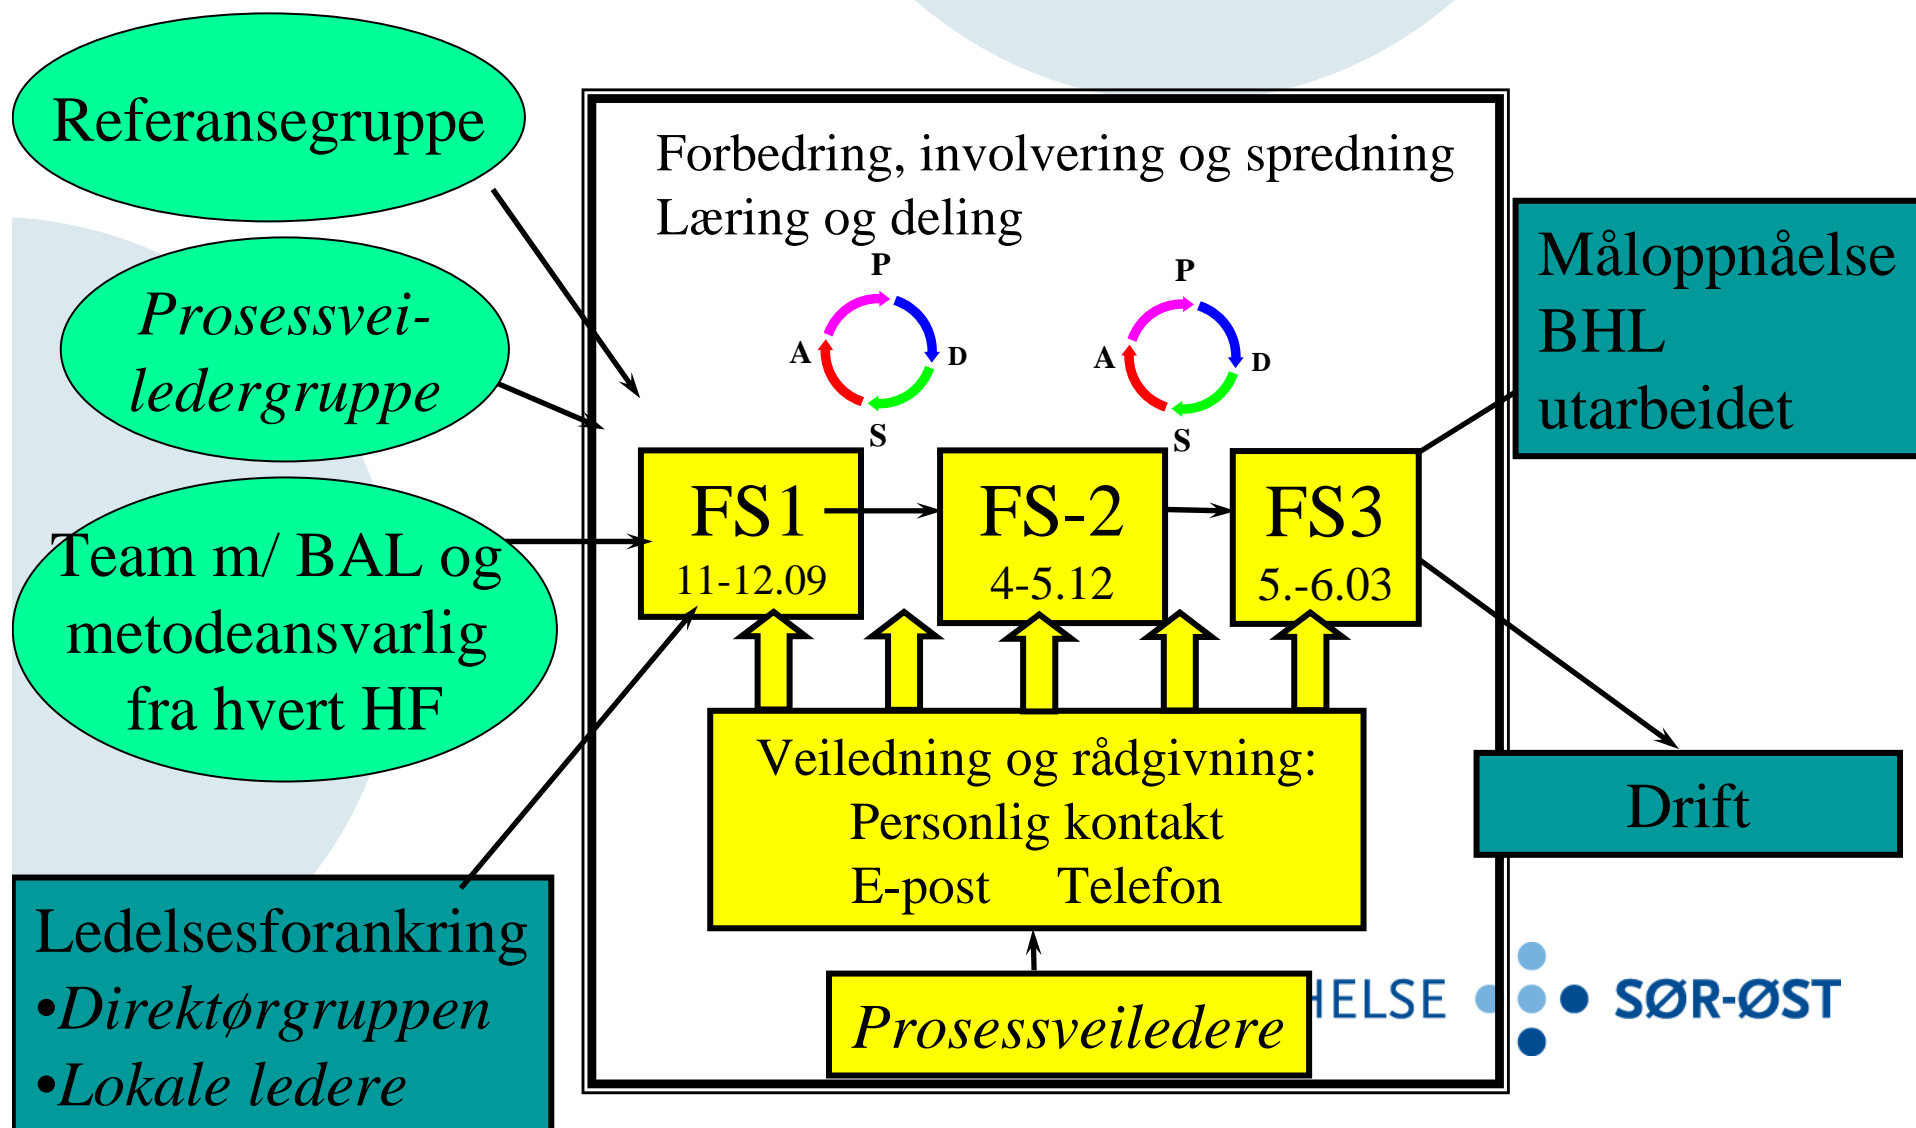 Referansegruppe
Prosessvei-
ledergruppe
Team m/ BAL og
metodeansvarlig
fra hvert HF
Ledelsesforankring
•Direktørgruppen
•Lokale ledere
Forbedring, involvering og spredning
Læring og deling
P
A
D
S
P
A
D
S
FS1
11-12.09
FS-2
4-5.12
FS3
5.-6.03
Veiledning og rådgivning:
Personlig kontakt
E-post Telefon
Prosessveiledere
Måloppnåelse
BHL
utarbeidet
Drift
HELSE SØR-ØST